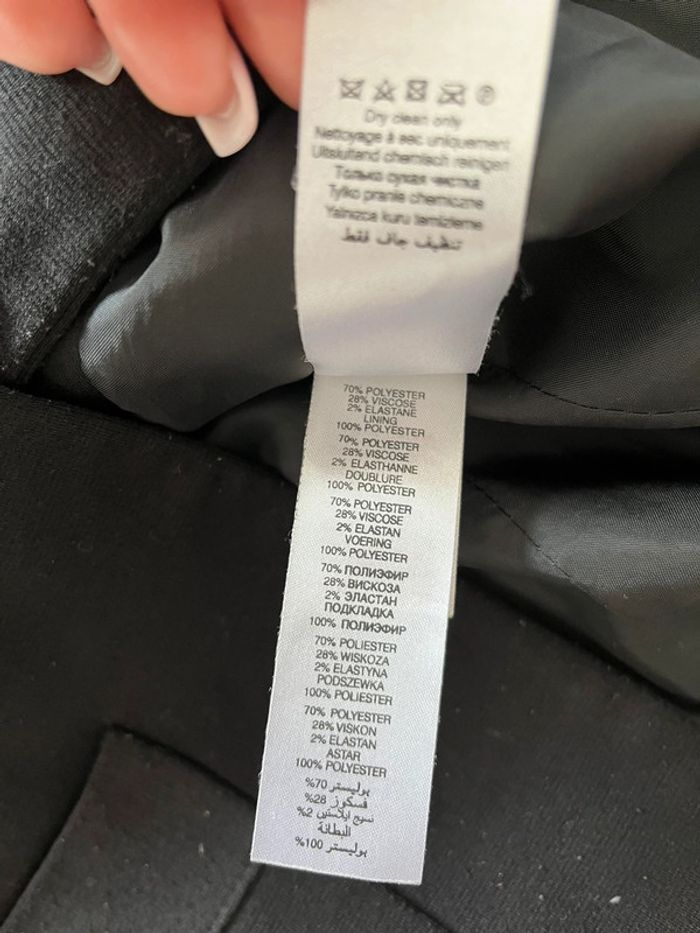 Dry clean only
Nettoyage à sec uniquement
Uitsluitend chemisch reinigen
Только сухая чистка
Tylko pranie chemiczne
Yalnizca kuru temizleme
تنظيف جاف فقط
70% POLYESTER
28% VISCOSE
2% ELASTANE
LINING
100% POLYESTER
70% POLYESTER
28% VISCOSE
2% ELASTHANNE
DOUBLURE
100% POLYESTER
70% POLYESTER
28% VISCOSE
2% ELASTAN
VOERING
100% POLYESTER
70% ПОЛИЭФИР
28% ВИСКОЗА
2% ЭЛАСТАН
ПОДКЛАДКА
100% ПОЛИЭФИР
70% POLIESTER
28% WISKOZA
2% ELASTYNA
PODSZEWKA
100% POLIESTER
70% POLYESTER
28% VISKON
2% ELASTAN
ASTAR
100% POLYESTER
بوليستر 70%
فسكوز 28%
نسيج ايلاستين 2%
البطانة
بوليستر 100%